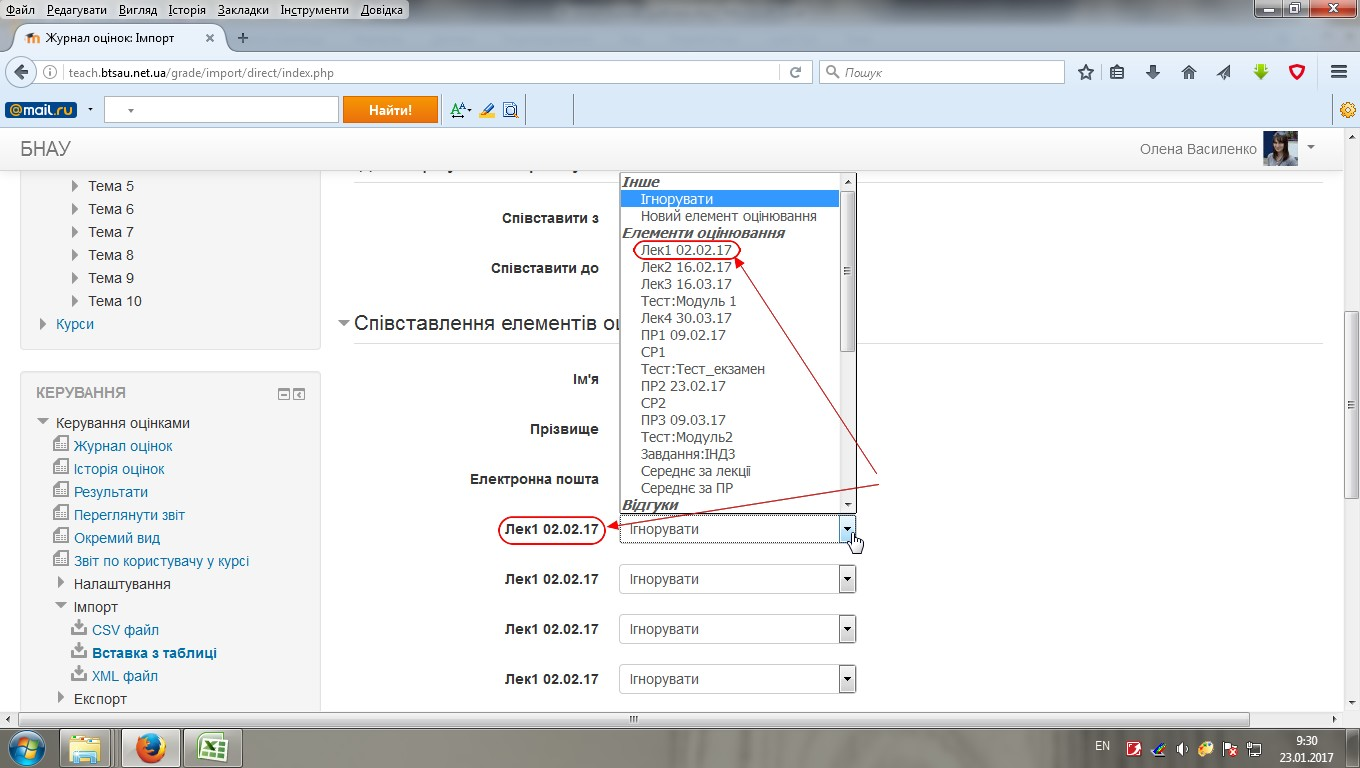 Файл Редагувати Вигляд Історія Закладки Інструменти Довідка
Журнал оцінок: Імпорт
teach.btsau.net.ua/grade/import/direct/index.php
Пошук
@mail.ru
Найти!
БНАУ
Олена Василенко
Тема 5
Тема 6
Тема 7
Тема 8
Тема 9
Тема 10
Курси
КЕРУВАННЯ
Керування оцінками
Журнал оцінок
Історія оцінок
Результати
Переглянути звіт
Окремий вид
Звіт по користувачу у курсі
Налаштування
Імпорт
CSV файл
Вставка з таблиці
XML файл
Експорт
Співставити з
Співставити до
Співставлення елементів
Ім'я
Прізвище
Електронна пошта
Інше
Ігнорувати
Новий елемент оцінювання
Елементи оцінювання
Лек1 02.02.17
Лек2 16.02.17
Лек3 16.03.17
Тест:Модуль 1
Лек4 30.03.17
ПР1 09.02.17
СР1
Тест:Тест_екзамен
ПР2 23.02.17
СР2
ПР3 09.03.17
Тест:Модуль2
Завдання:ІНДЗ
Середнє за лекції
Середнє за ПР
Відгуки
Лек1 02.02.17 Ігнорувати
Лек1 02.02.17 Ігнорувати
Лек1 02.02.17 Ігнорувати
Лек1 02.02.17 Ігнорувати
EN
9:30
23.01.2017